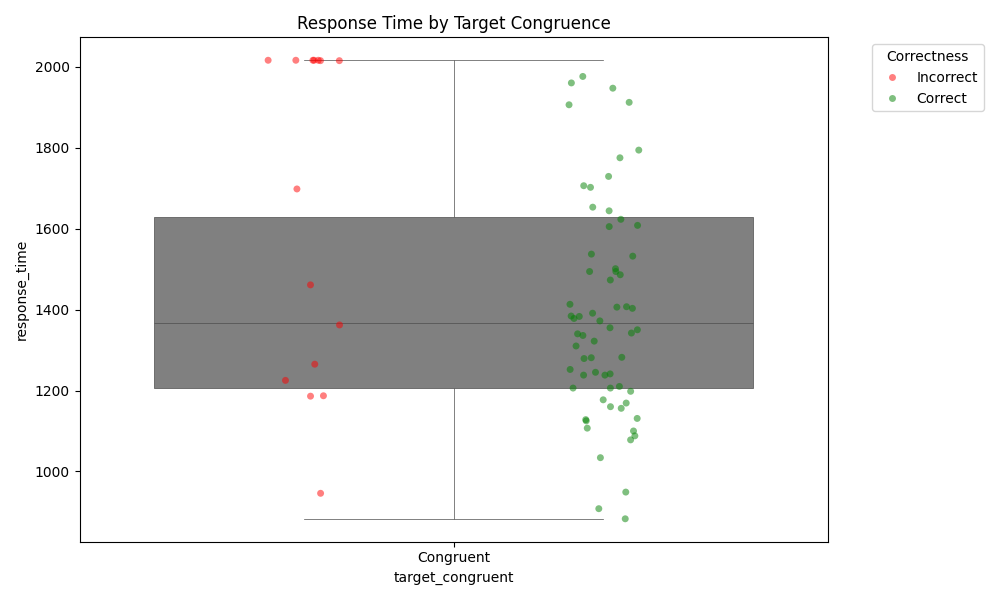 Response Time by Target Congruence
Correctness
Incorrect
Correct
response_time
2000
1800
1600
1400
1200
1000
Congruent
target_congruent